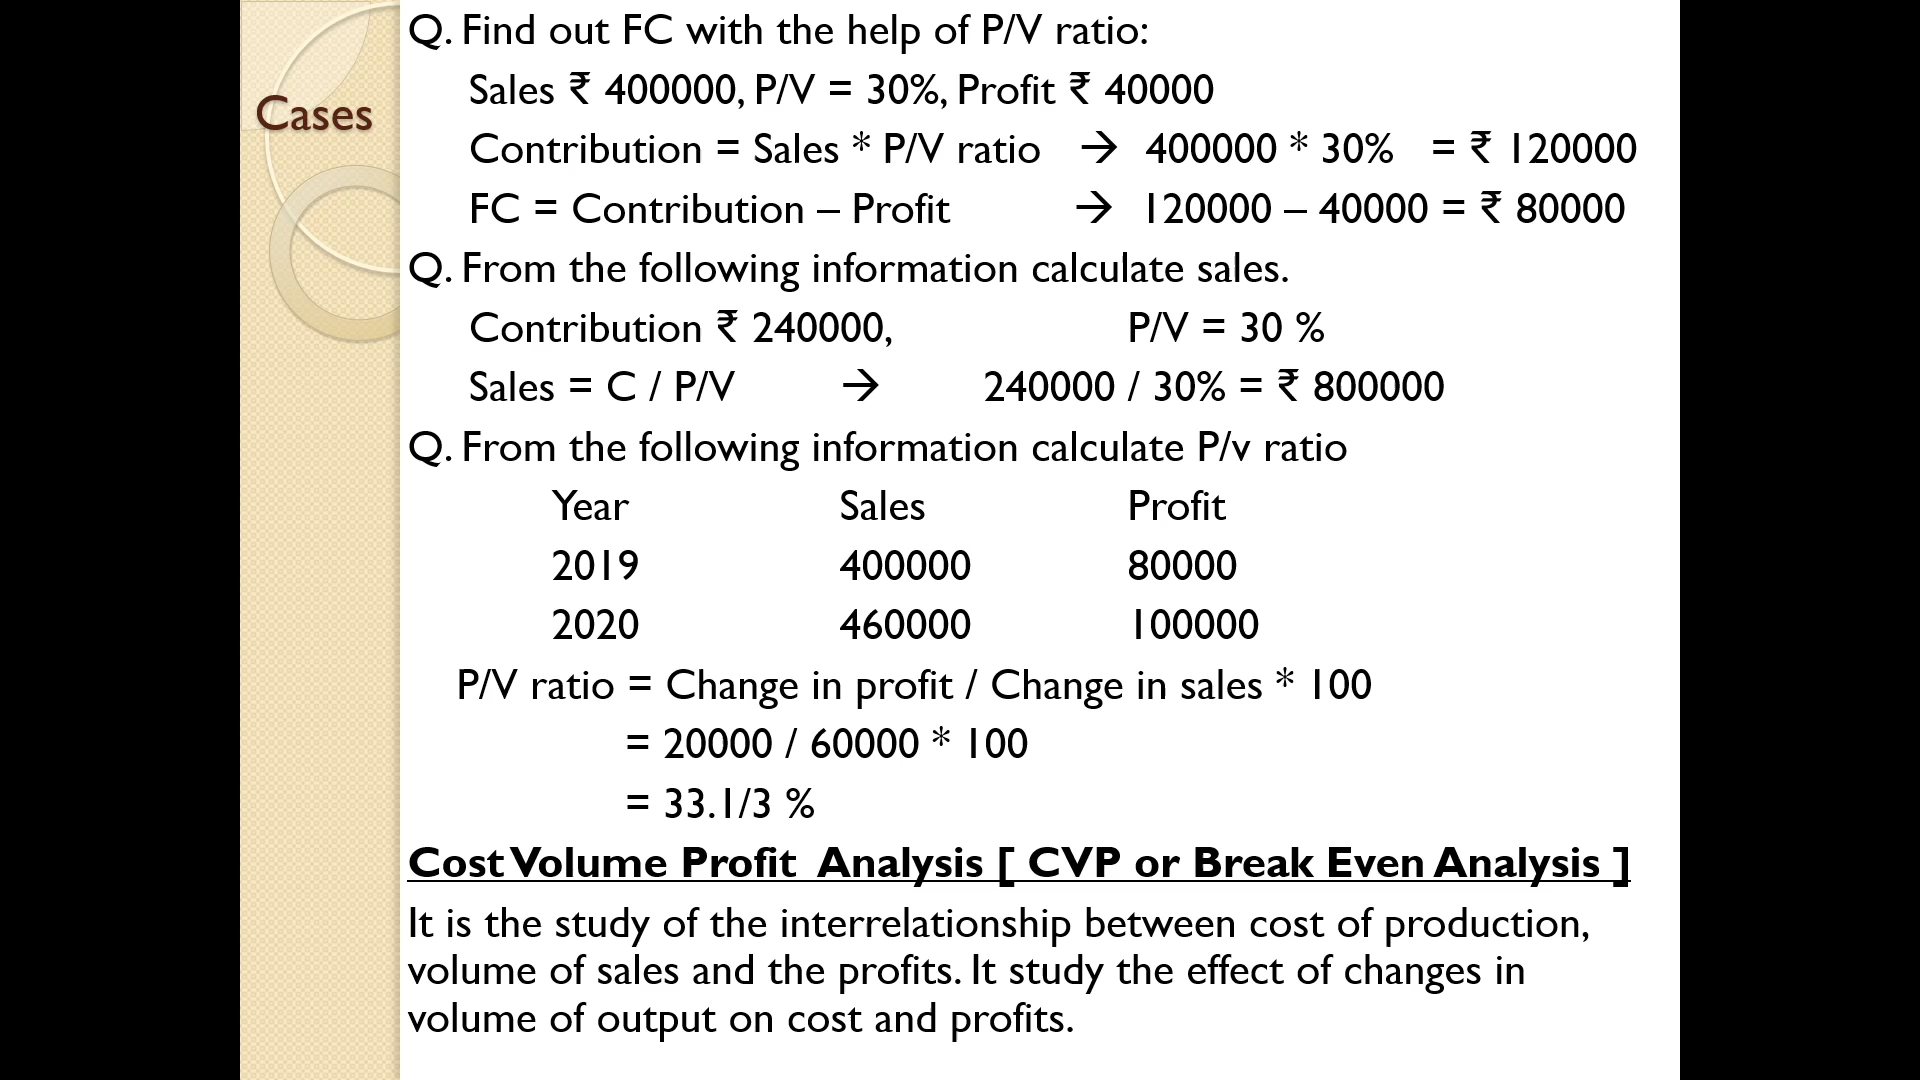 Cases
Q. Find out FC with the help of P/V ratio:
Sales ₹ 400000, P/V = 30%, Profit ₹ 40000
Contribution = Sales * P/V ratio → 400000 * 30% = ₹ 120000
FC = Contribution – Profit → 120000 – 40000 = ₹ 80000
Q. From the following information calculate sales.
Contribution ₹ 240000, P/V = 30 %
Sales = C / P/V → 240000 / 30% = ₹ 800000
Q. From the following information calculate P/v ratio
Year Sales Profit
2019 400000 80000
2020 460000 100000
P/V ratio = Change in profit / Change in sales * 100
= 20000 / 60000 * 100
= 33.1/3 %
Cost Volume Profit Analysis [ CVP or Break Even Analysis ]
It is the study of the interrelationship between cost of production,
volume of sales and the profits. It study the effect of changes in
volume of output on cost and profits.